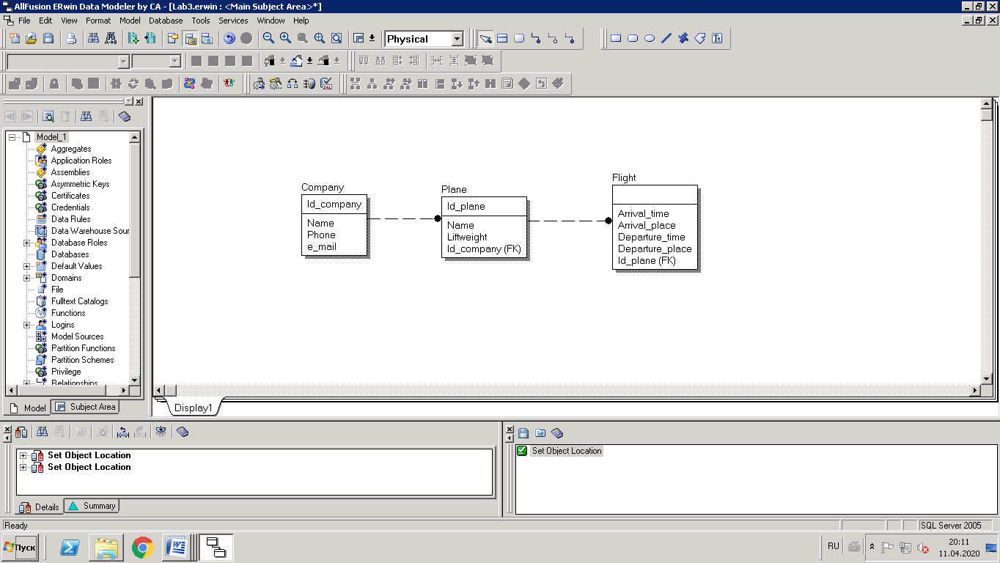 AllFusion ERwin Data Modeler by CA - [Lab3.erwin : <Main Subject Area>*]
File Edit View Format Model Database Tools Services Window Help
A→B
Physical
Tt
SQL
Model_1
Aggregates
Application Roles
Assemblies
Asymmetric Keys
Certificates
Credentials
Data Rules
Data Warehouse Sour
Database Roles
Databases
Default Values
Domains
File
Fulltext Catalogs
Functions
Logins
Model Sources
Partition Functions
Partition Schemes
Privilege
Relationships
Model Subject Area
Company
Id_company
Name
Phone
e_mail
Plane
Id_plane
Name
Liftweight
Id_company (FK)
Flight
Arrival_time
Arrival_place
Departure_time
Departure_place
Id_plane (FK)
Display1
Set Object Location
Set Object Location
Details Summary
Set Object Location
Ready
SQL Server 2005
Пуск
RU
20:11
11.04.2020